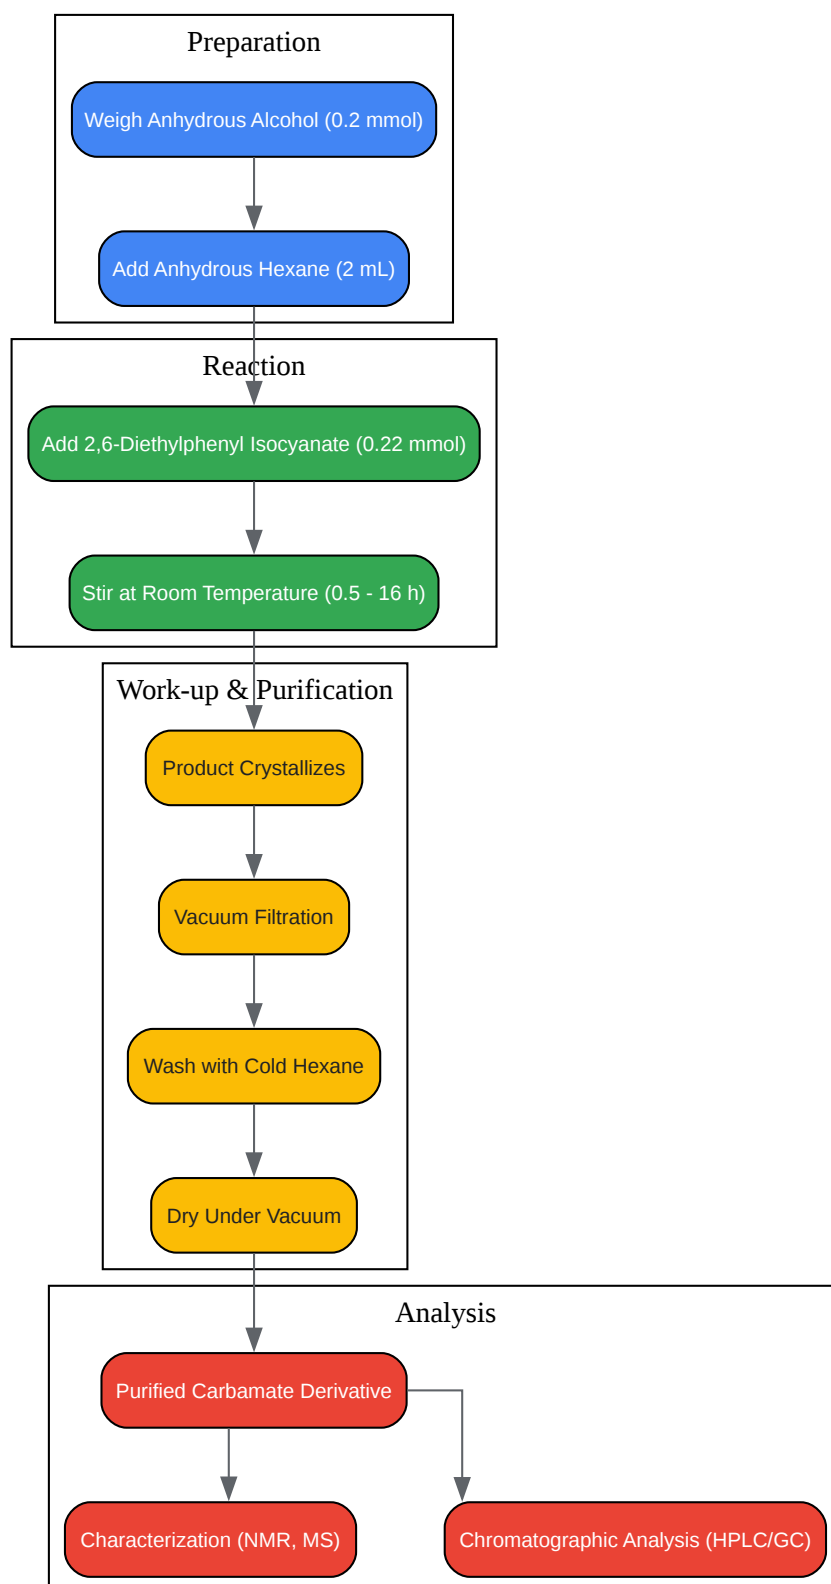 Preparation
Weigh Anhydrous Alcohol (0.2 mmol)
Add Anhydrous Hexane (2 mL)
Reaction
Add 2,6-Diethylphenyl Isocyanate (0.22 mmol)
Stir at Room Temperature (0.5 - 16 h)
Work-up & Purification
Product Crystallizes
Vacuum Filtration
Wash with Cold Hexane
Dry Under Vacuum
Analysis
Purified Carbamate Derivative
Characterization (NMR, MS)
Chromatographic Analysis (HPLC/GC)